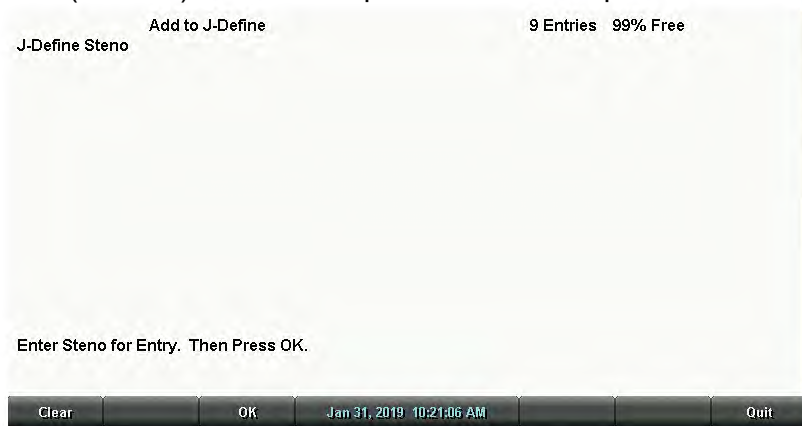 Add to J-Define 9 Entries 99% Free
J-Define Steno
Enter Steno for Entry. Then Press OK.
Clear OK Jan 31, 2019 10:21:06 AM Quit